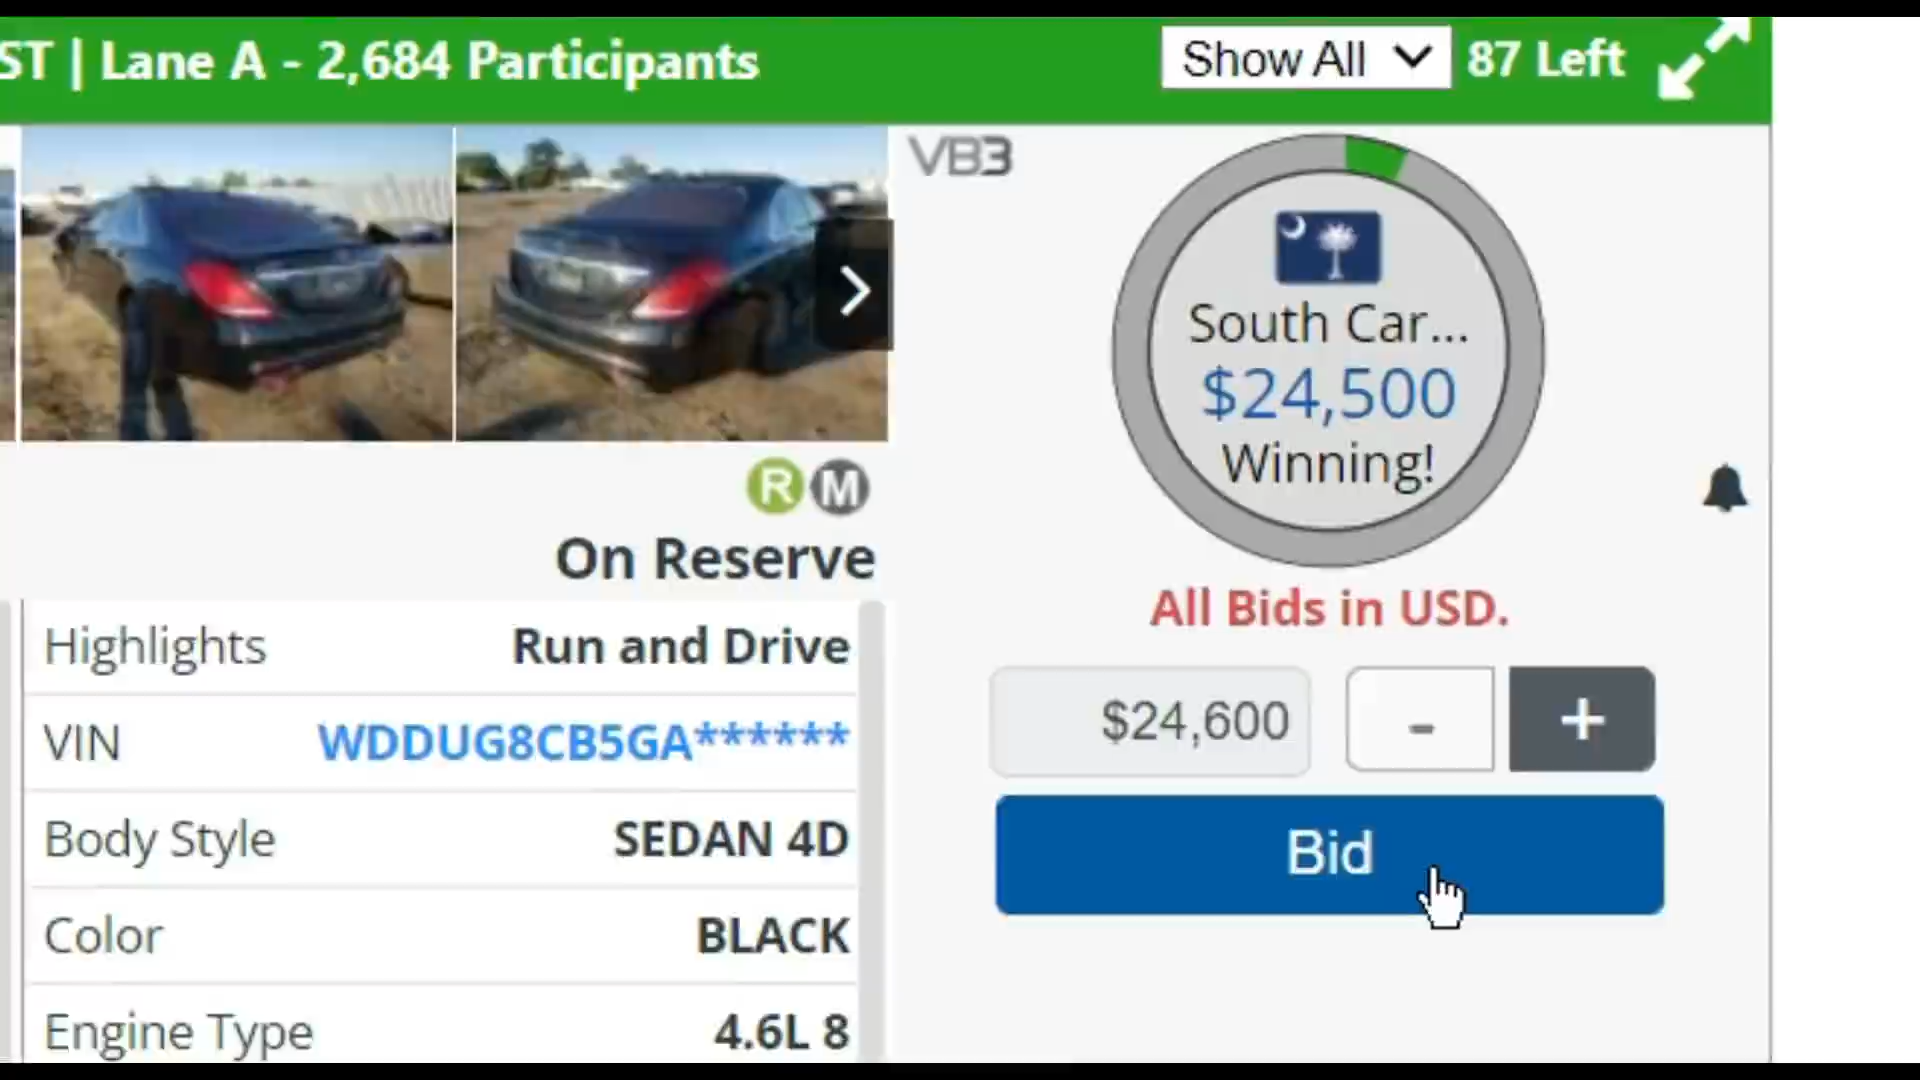 ST | Lane A - 2,684 Participants
Show All
87 Left
VB3
South Car...
$24,500
Winning!
R M
On Reserve
All Bids in USD.
Highlights Run and Drive
$24,600 - +
VIN WDDUG8CB5GA******
Body Style SEDAN 4D
Bid
Color BLACK
Engine Type 4.6L 8